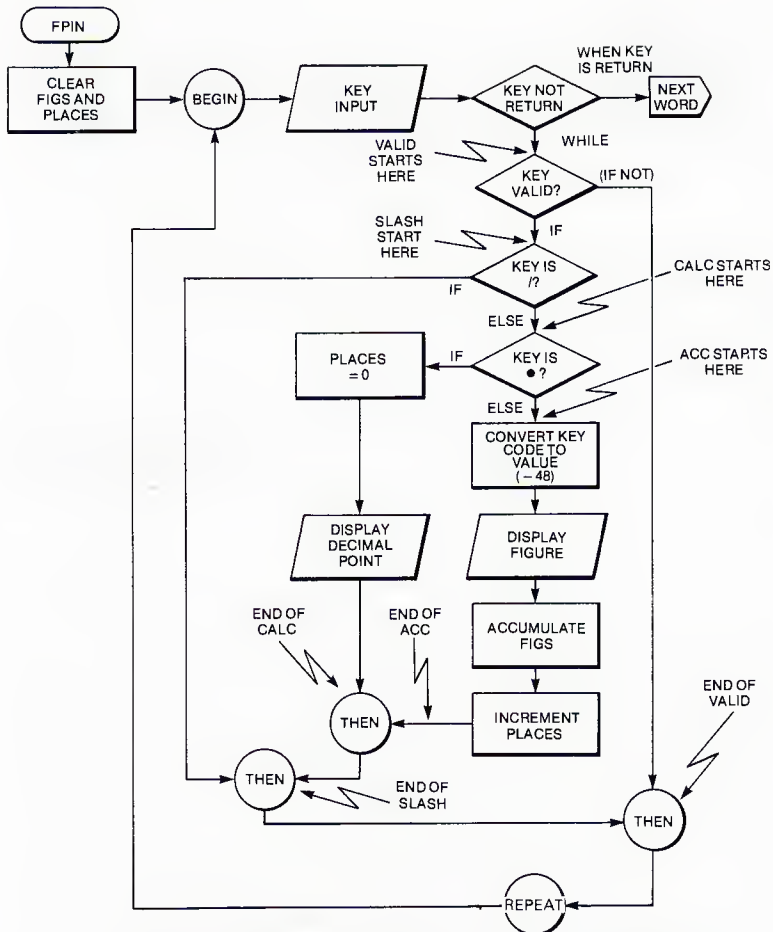 FPIN
CLEAR
FIGS AND
PLACES
BEGIN
KEY
INPUT
KEY NOT
RETURN
WHEN KEY
IS RETURN
NEXT
WORD
WHILE
VALID
STARTS
HERE
KEY
VALID?
(IF NOT)
IF
SLASH
START
HERE
KEY IS
/?
IF
CALC STARTS
HERE
ELSE
KEY IS
● ?
IF
PLACES
= 0
ACC STARTS
HERE
ELSE
CONVERT KEY
CODE TO
VALUE
(– 48)
DISPLAY
DECIMAL
POINT
DISPLAY
FIGURE
ACCUMULATE
FIGS
INCREMENT
PLACES
END OF
CALC
END OF
ACC
THEN
END OF
VALID
THEN
END OF
SLASH
THEN
REPEAT